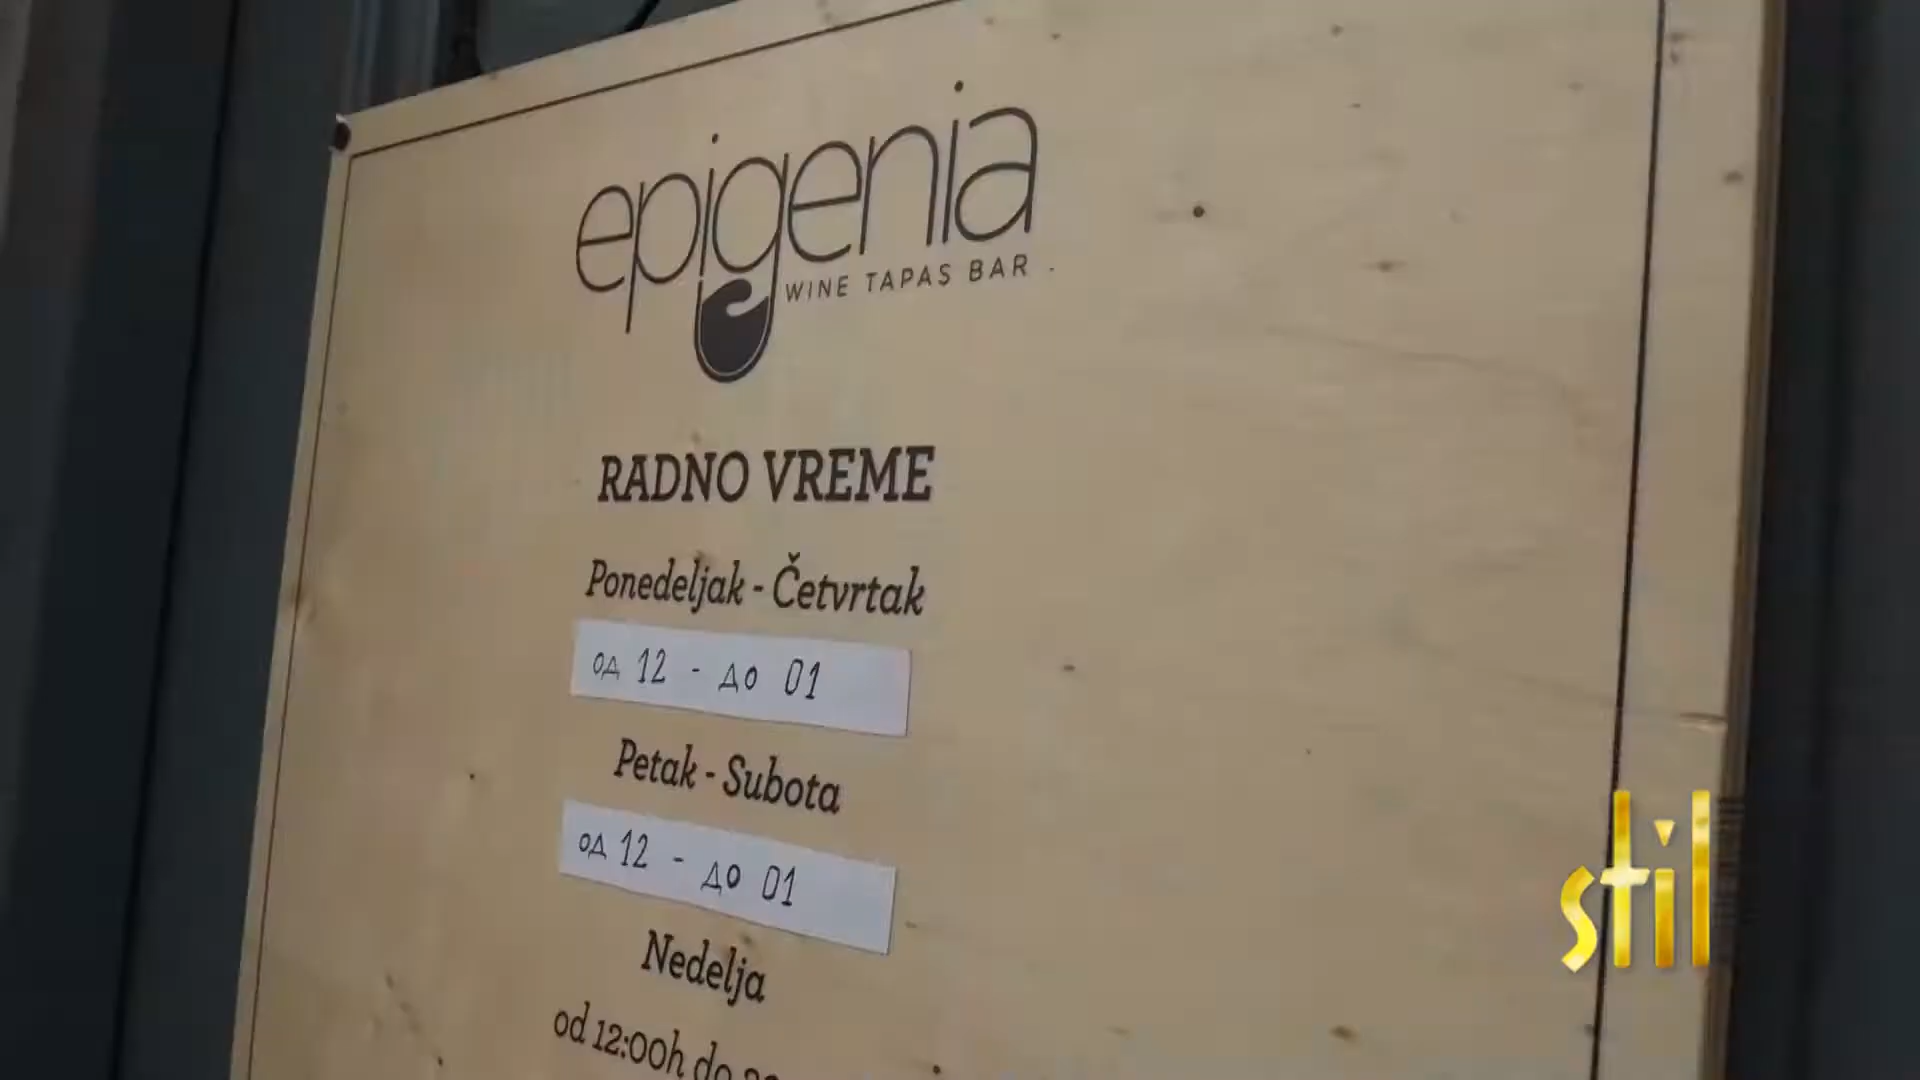 epigenia
WINE TAPAS BAR
RADNO VREME
Ponedeljak - Četvrtak
од 12 - до 01
Petak - Subota
од 12 - до 01
Nedelja
od 12:00h do
stil